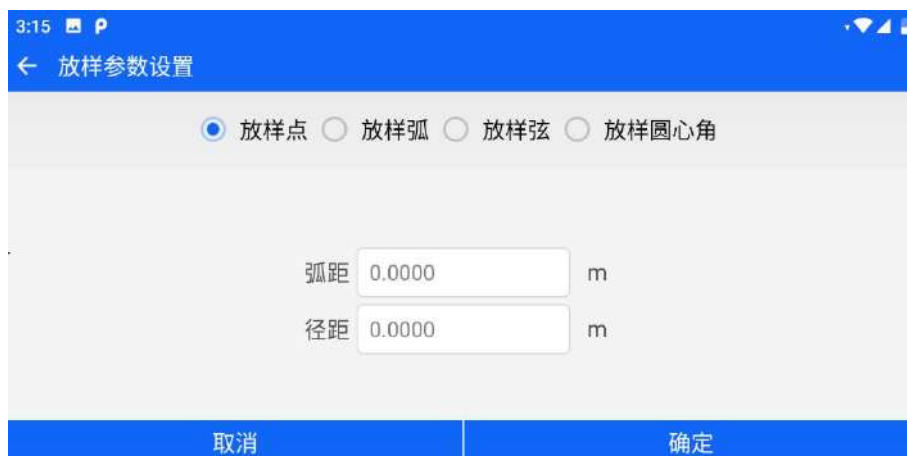 3:15
放样参数设置
放样点 放样弧 放样弦 放样圆心角
弧距 0.0000 m
径距 0.0000 m
取消 确定